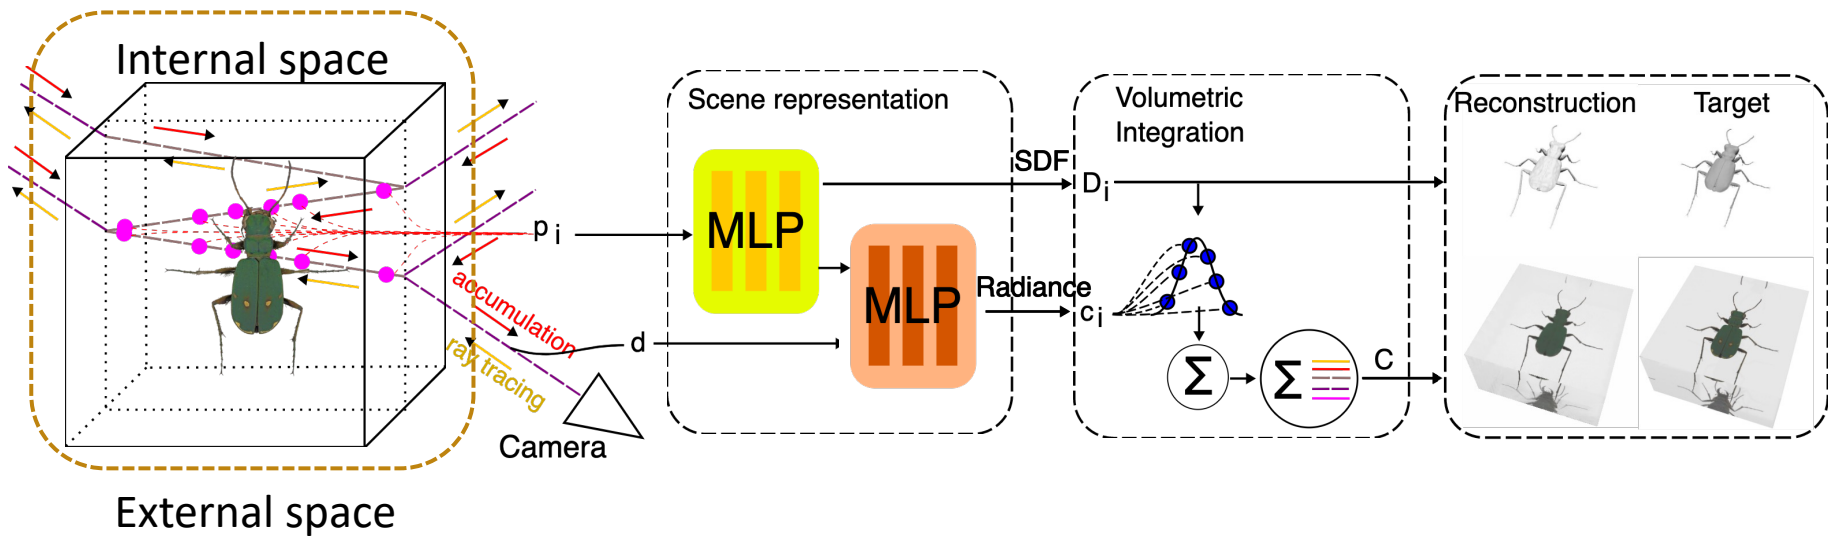 Internal space
External space
accumulation
ray tracing
Camera
p i
d
Scene representation
MLP
MLP
SDF
Radiance
Volumetric
Integration
D i
c i
Σ
Σ
C
Reconstruction
Target